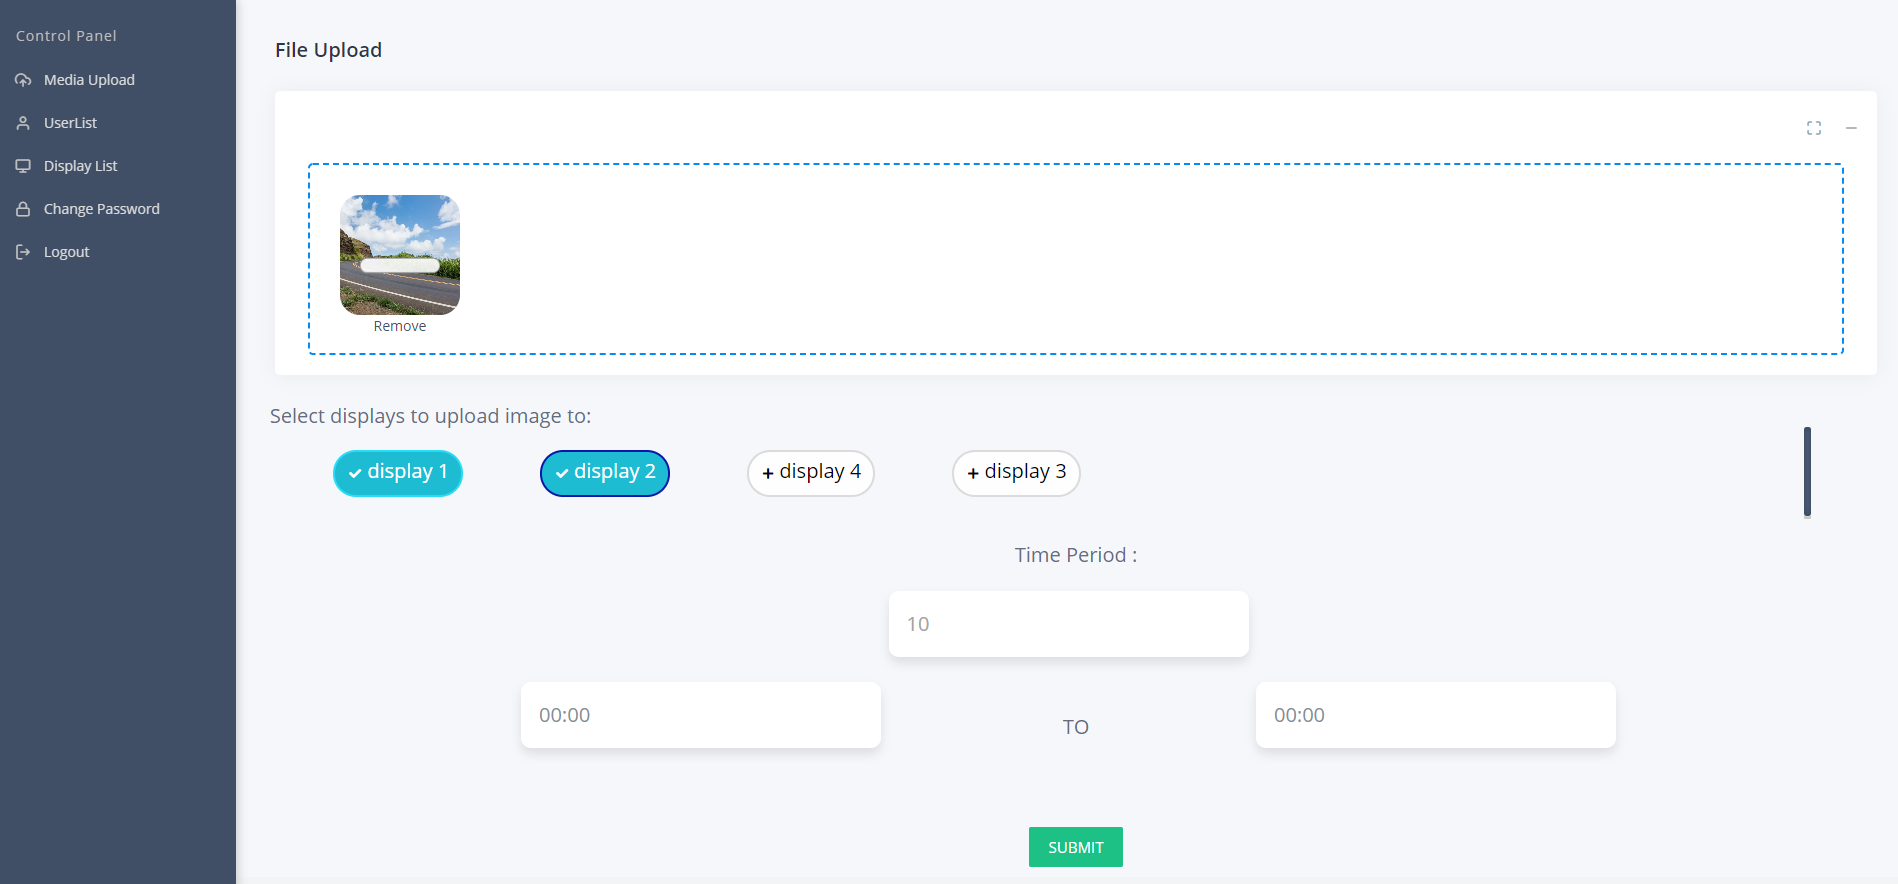 Control Panel
Media Upload
UserList
Display List
Change Password
Logout
File Upload
Remove
Select displays to upload image to:
display 1
display 2
display 4
display 3
Time Period :
10
00:00
TO
00:00
SUBMIT